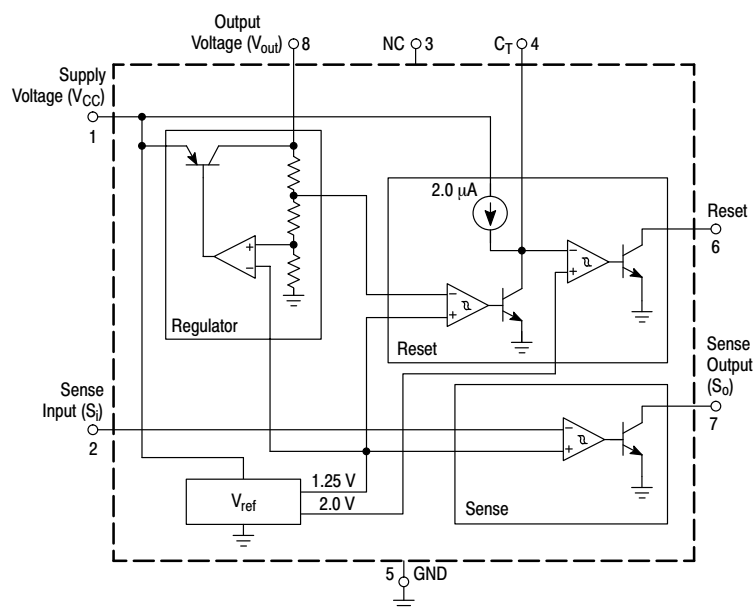 Output
Voltage (Vout) 8
NC 3
CT 4
Supply
Voltage (VCC)
1
2.0 μA
Reset
6
Regulator
Reset
Sense
Output
(So)
7
Sense
Input (Si)
2
1.25 V
Vref
2.0 V
Sense
5 GND
+
−
−
+
−
+
−
+